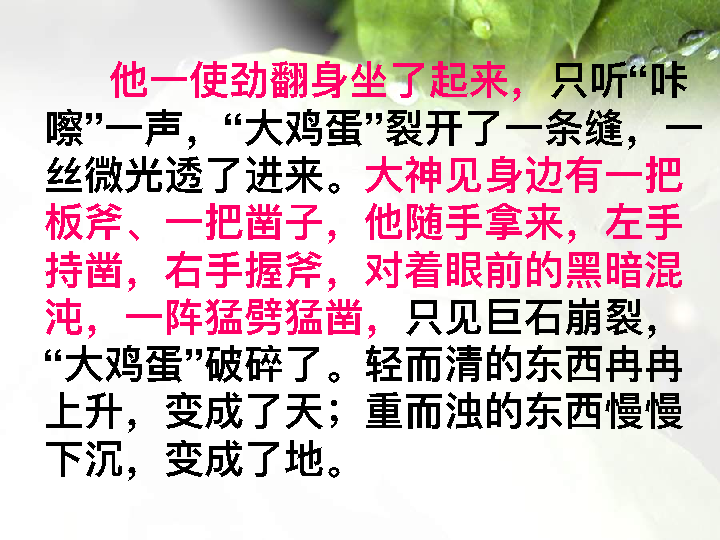 他一使劲翻身坐了起来，只听“咔
嚓”一声，“大鸡蛋”裂开了一条缝，一
丝微光透了进来。大神见身边有一把
板斧、一把凿子，他随手拿来，左手
持凿，右手握斧，对着眼前的黑暗混
沌，一阵猛劈猛凿，只见巨石崩裂，
“大鸡蛋”破碎了。轻而清的东西冉冉
上升，变成了天；重而浊的东西慢慢
下沉，变成了地。